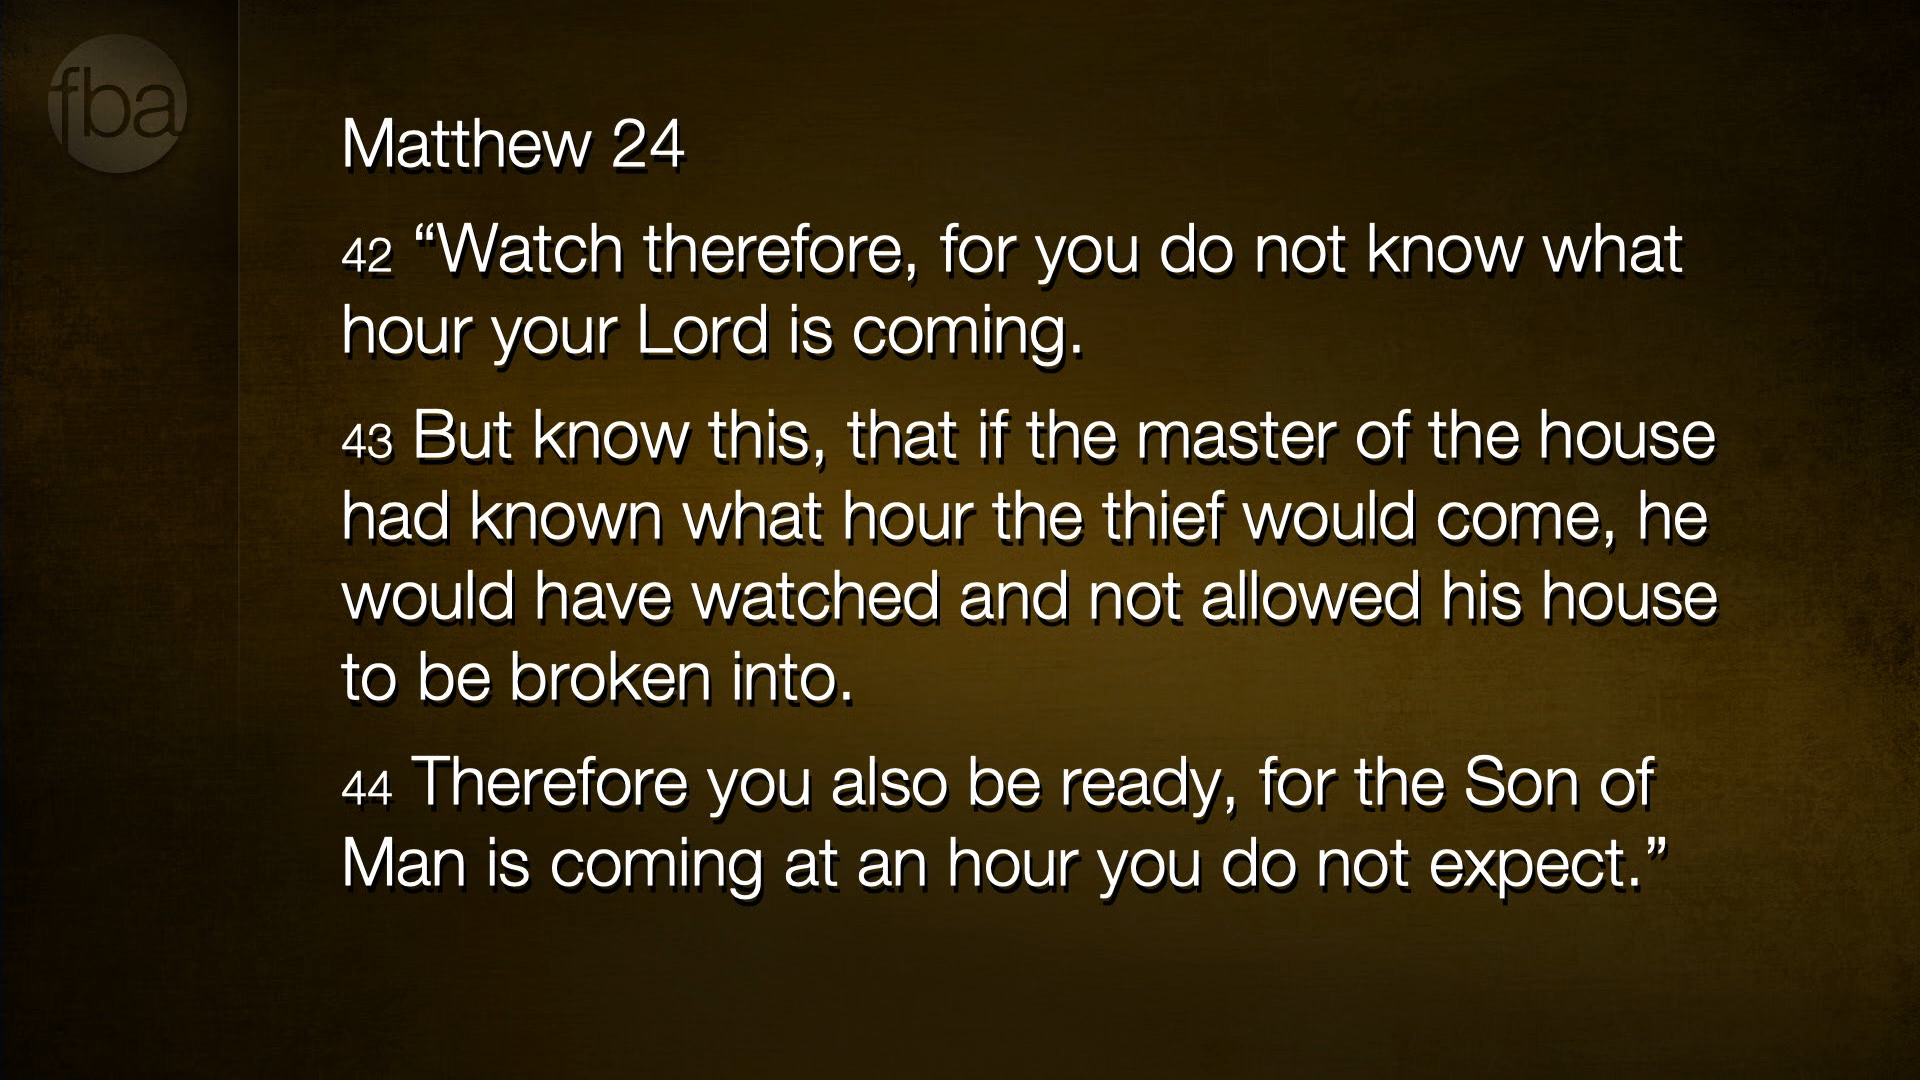 fba
Matthew 24
42 “Watch therefore, for you do not know what
hour your Lord is coming.
43 But know this, that if the master of the house
had known what hour the thief would come, he
would have watched and not allowed his house
to be broken into.
44 Therefore you also be ready, for the Son of
Man is coming at an hour you do not expect.”